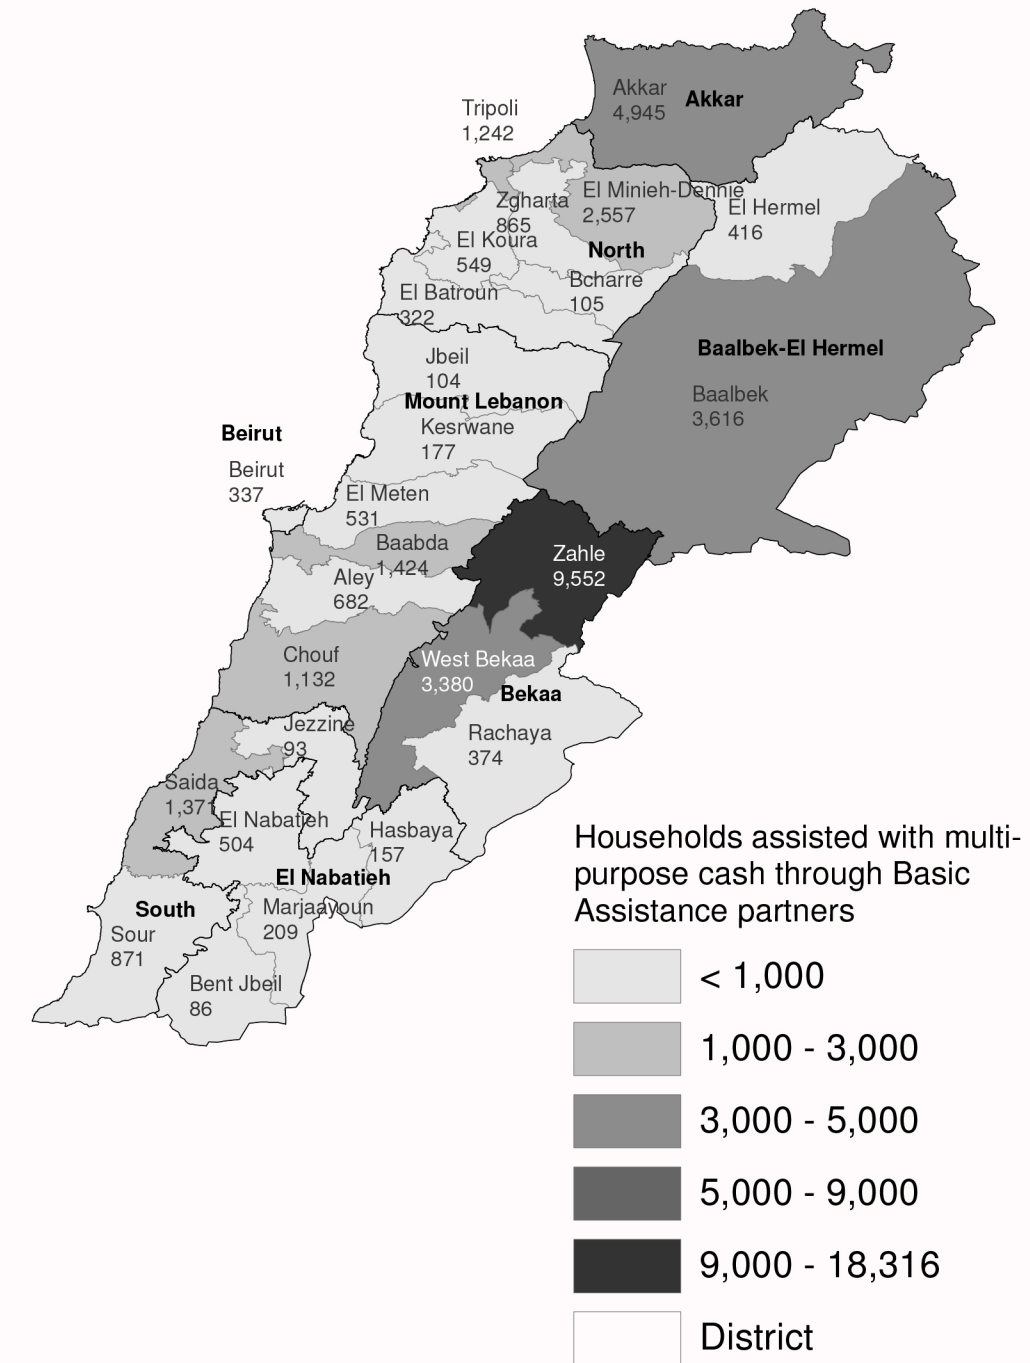 Akkar
4,945
Akkar
Tripoli
1,242
El Minieh-Dennie
2,557
Zgharta
865
El Hermel
416
El Koura
549
North
Bcharre
105
El Batroun
322
Baalbek-El Hermel
Jbeil
104
Baalbek
3,616
Mount Lebanon
Kesrwane
177
Beirut
Beirut
337
El Meten
531
Baabda
1,424
Zahle
9,552
Aley
682
Chouf
1,132
West Bekaa
3,380
Bekaa
Jezzine
93
Rachaya
374
Saida
1,371
El Nabatieh
504
Hasbaya
157
El Nabatieh
South
Marjaayoun
209
Sour
871
Bent Jbeil
86
Households assisted with multi-
purpose cash through Basic
Assistance partners
< 1,000
1,000 - 3,000
3,000 - 5,000
5,000 - 9,000
9,000 - 18,316
District